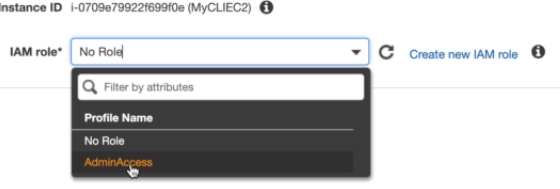 Instance ID i-0709e79922f699f0e (MyCLIEC2)
IAM role* No Role Create new IAM role
Filter by attributes
Profile Name
No Role
AdminAccess